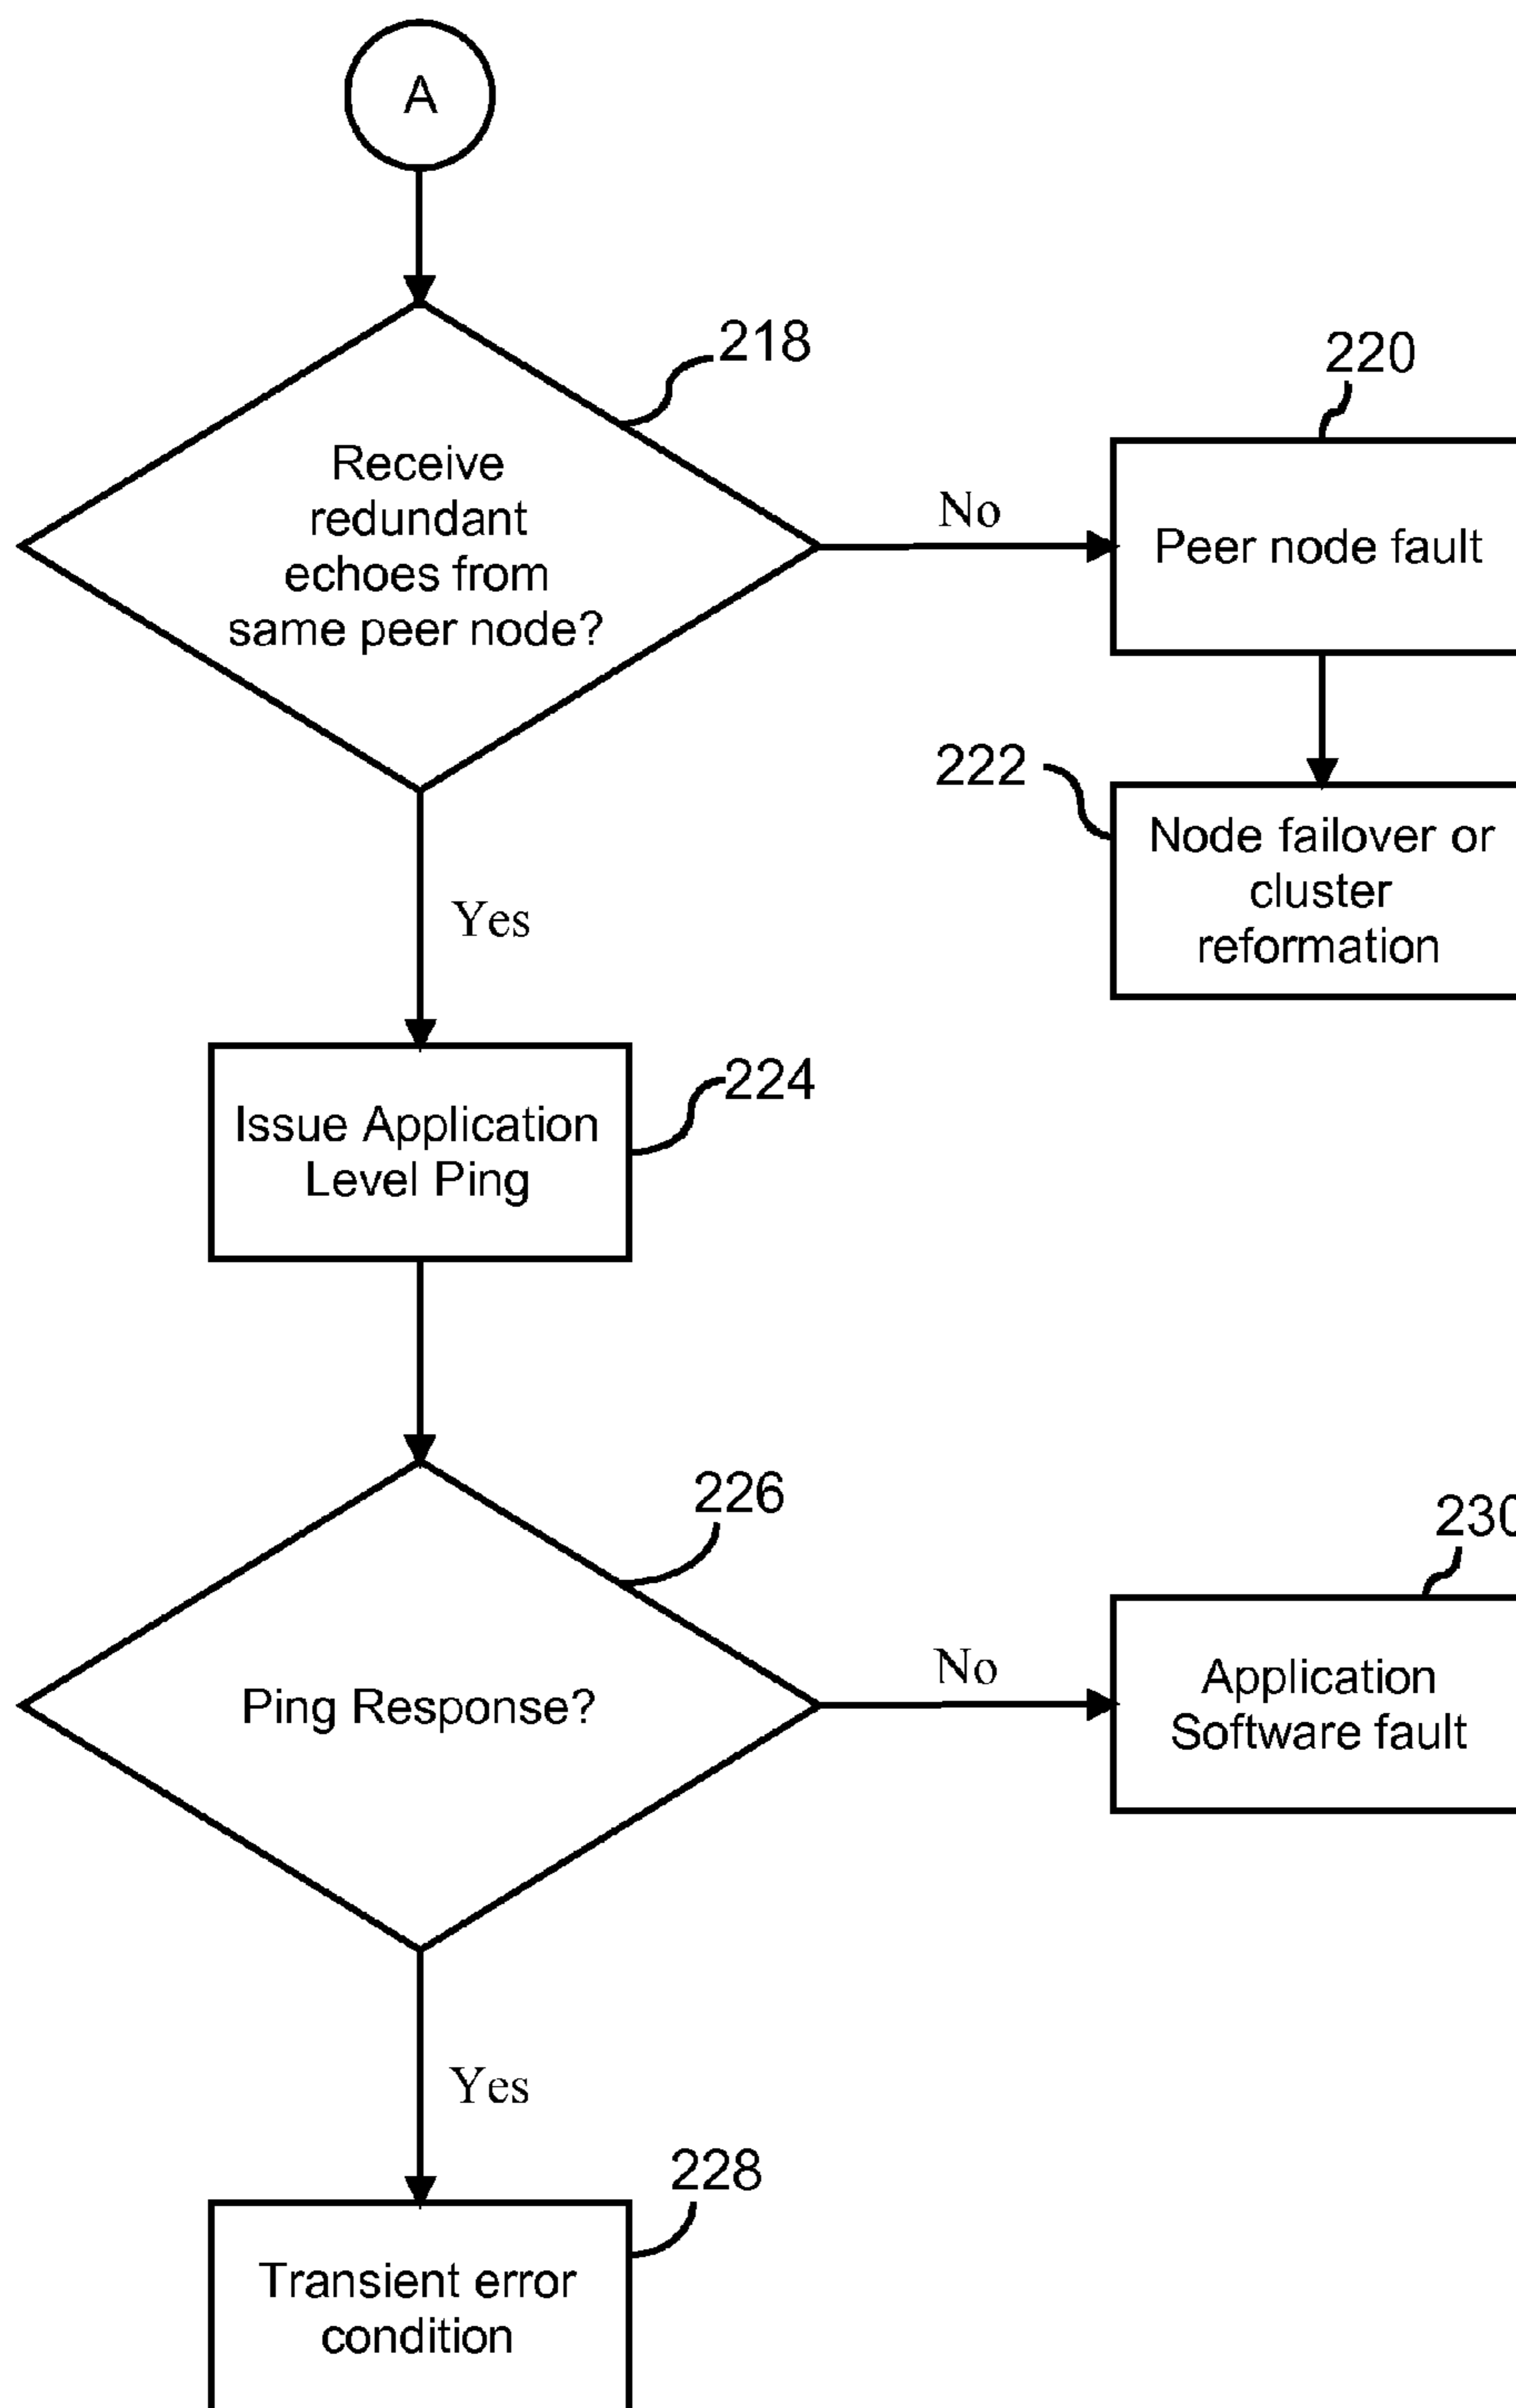 A
218
Receive
redundant
echoes from
same peer node?
No
220
Peer node fault
222
Node failover or
cluster
reformation
Yes
224
Issue Application
Level Ping
226
Ping Response?
No
230
Application
Software fault
Yes
228
Transient error
condition